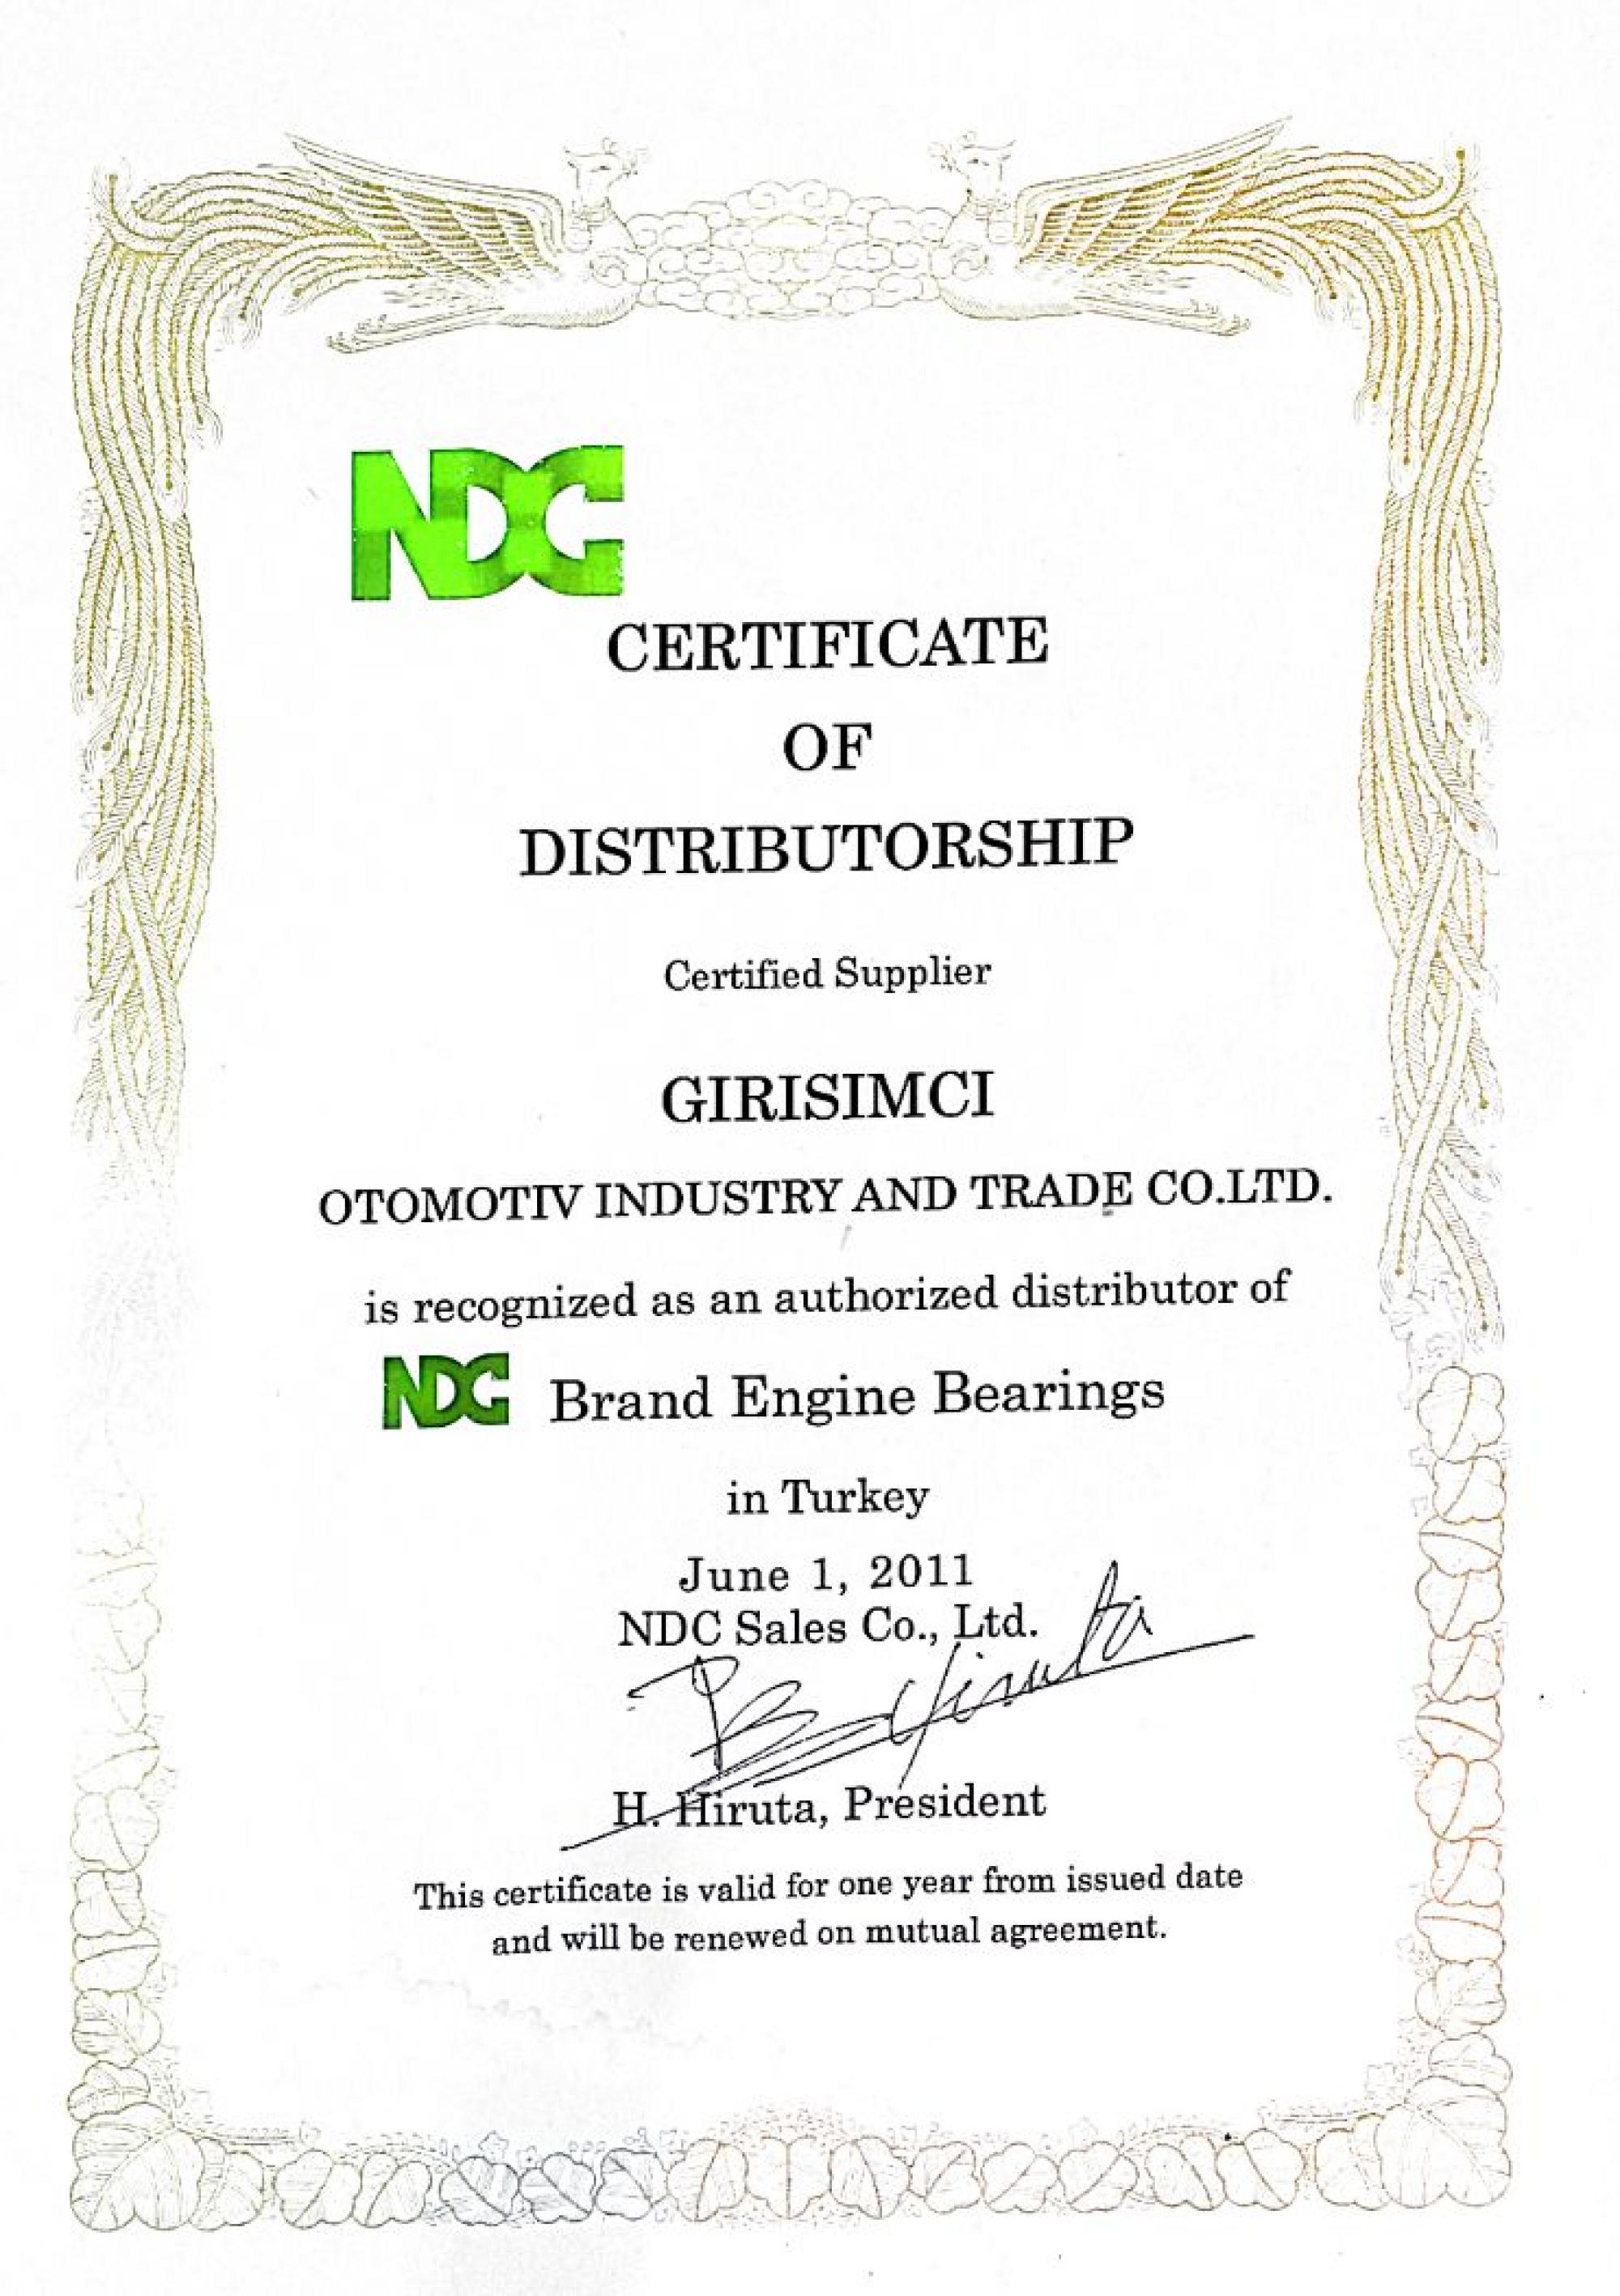 NDC
CERTIFICATE
OF
DISTRIBUTORSHIP
Certified Supplier
GIRISIMCI
OTOMOTIV INDUSTRY AND TRADE CO.LTD.
is recognized as an authorized distributor of
NDC Brand Engine Bearings
in Turkey
June 1, 2011
NDC Sales Co., Ltd.
H. Hiruta, President
This certificate is valid for one year from issued date
and will be renewed on mutual agreement.